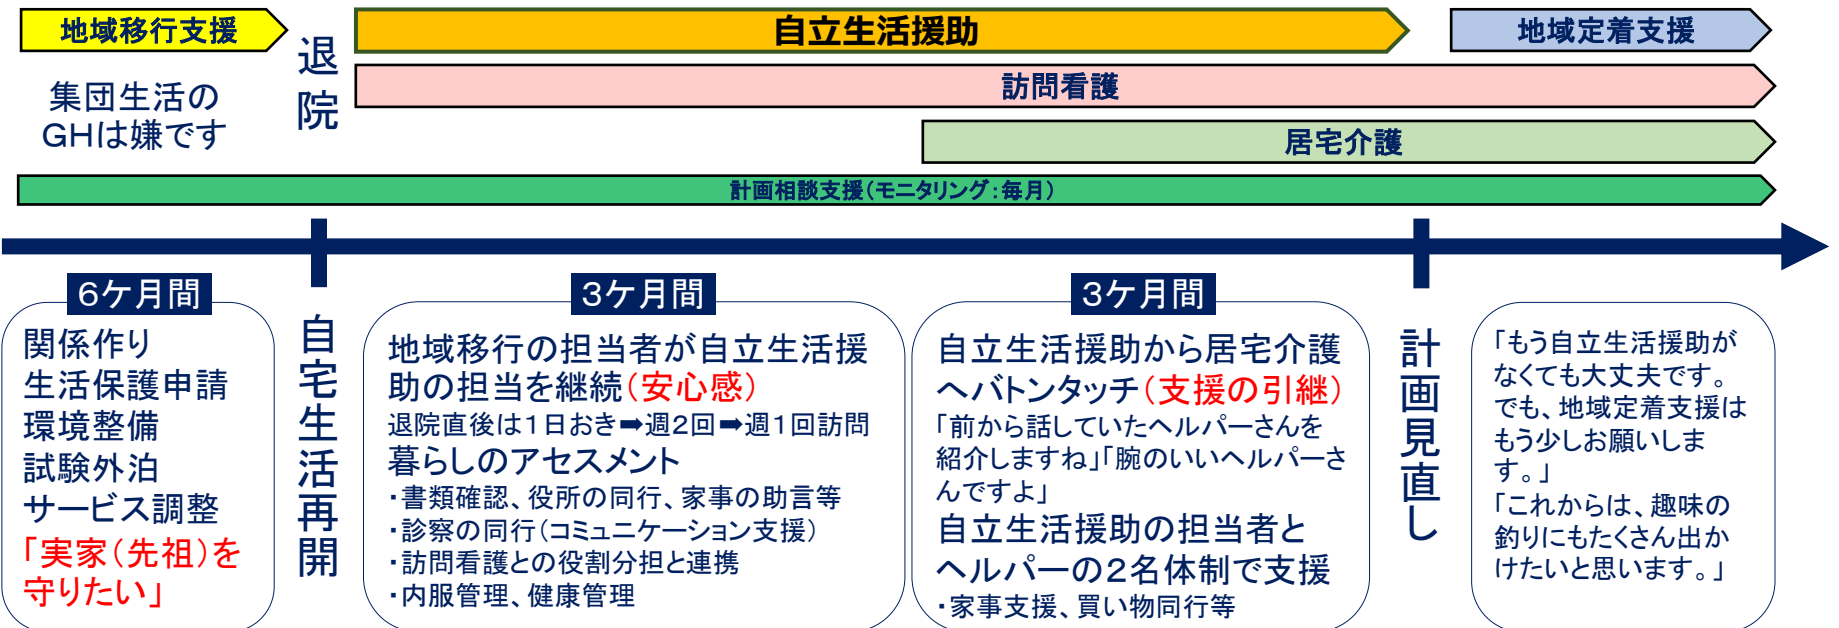 地域移行支援
自立生活援助
地域定着支援
退院
集団生活の
GHは嫌です
訪問看護
居宅介護
計画相談支援(モニタリング:毎月)
6ケ月間
関係作り
生活保護申請
環境整備
試験外泊
サービス調整
「実家(先祖)を
守りたい」
自宅生活再開
3ケ月間
地域移行の担当者が自立生活援
助の担当を継続(安心感)
退院直後は1日おき➡週2回➡週1回訪問
暮らしのアセスメント
・書類確認、役所の同行、家事の助言等
・診察の同行(コミュニケーション支援)
・訪問看護との役割分担と連携
・内服管理、健康管理
3ケ月間
自立生活援助から居宅介護
へバトンタッチ(支援の引継)
「前から話していたヘルパーさんを
紹介しますね」「腕のいいヘルパーさ
んですよ」
自立生活援助の担当者と
ヘルパーの2名体制で支援
・家事支援、買い物同行等
計画見直し
「もう自立生活援助が
なくても大丈夫です。
でも、地域定着支援は
もう少しお願いしま
す。」
「これからは、趣味の
釣りにもたくさん出か
けたいと思います。」